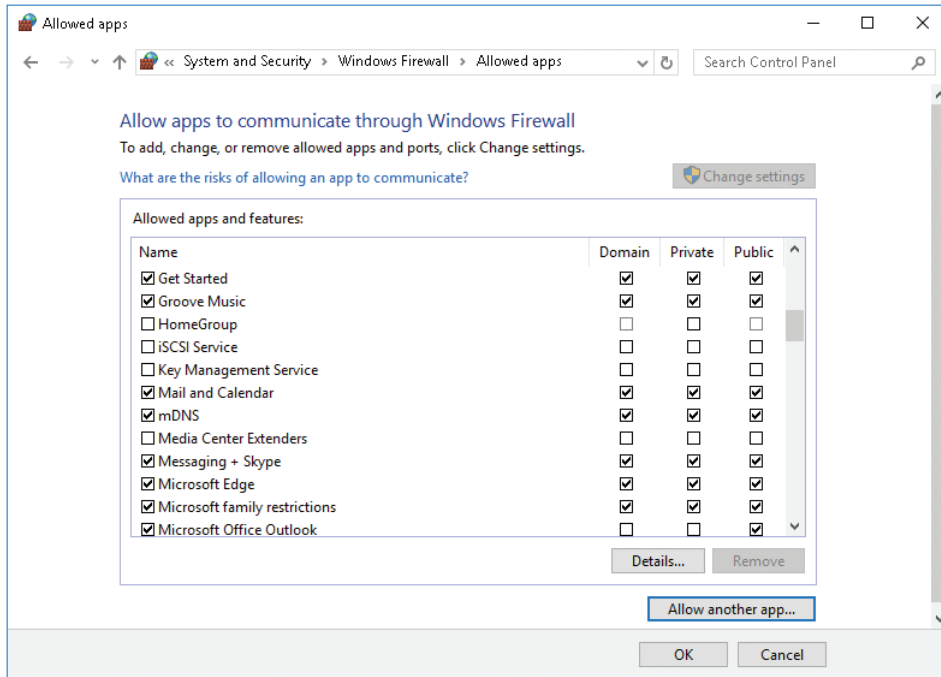 Allowed apps
« System and Security > Windows Firewall > Allowed apps Search Control Panel
Allow apps to communicate through Windows Firewall
To add, change, or remove allowed apps and ports, click Change settings.
What are the risks of allowing an app to communicate? Change settings
Allowed apps and features:
Name Domain Private Public
Get Started
Groove Music
HomeGroup
iSCSI Service
Key Management Service
Mail and Calendar
mDNS
Media Center Extenders
Messaging + Skype
Microsoft Edge
Microsoft family restrictions
Microsoft Office Outlook
Details... Remove
Allow another app...
OK Cancel